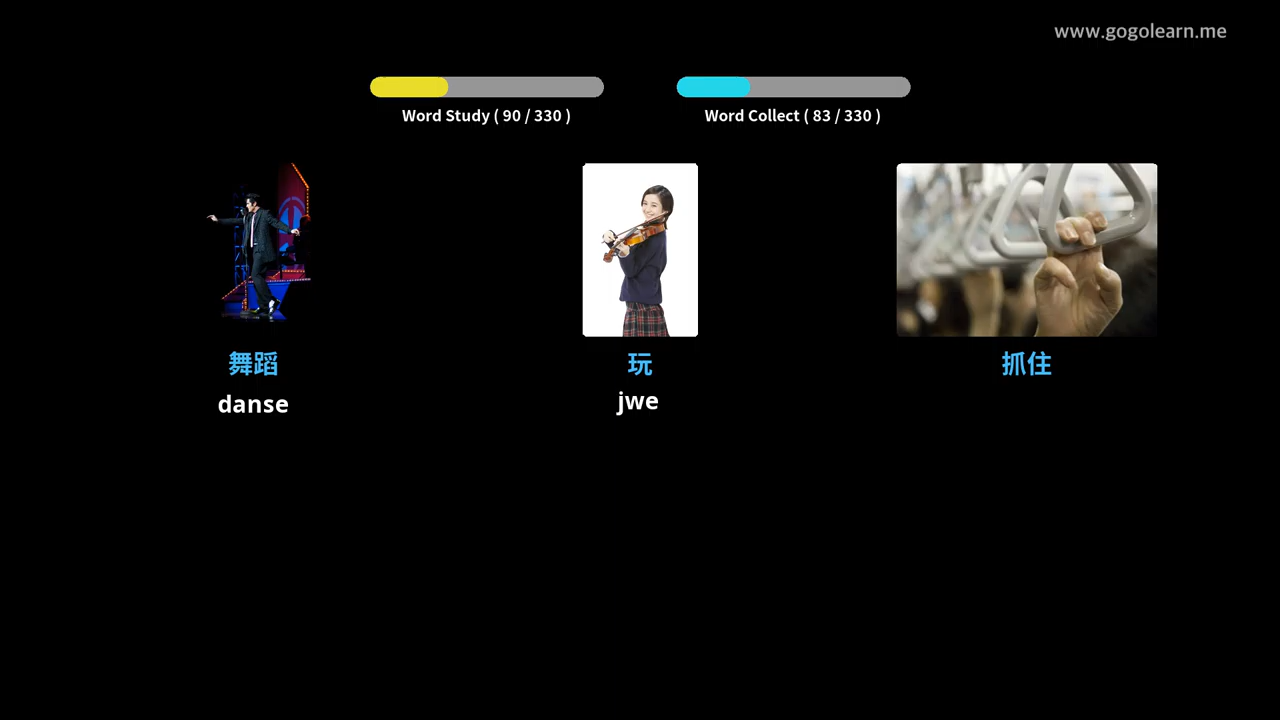 www.gogolearn.me
Word Study ( 90 / 330 )
Word Collect ( 83 / 330 )
舞蹈
玩
抓住
danse
jwe